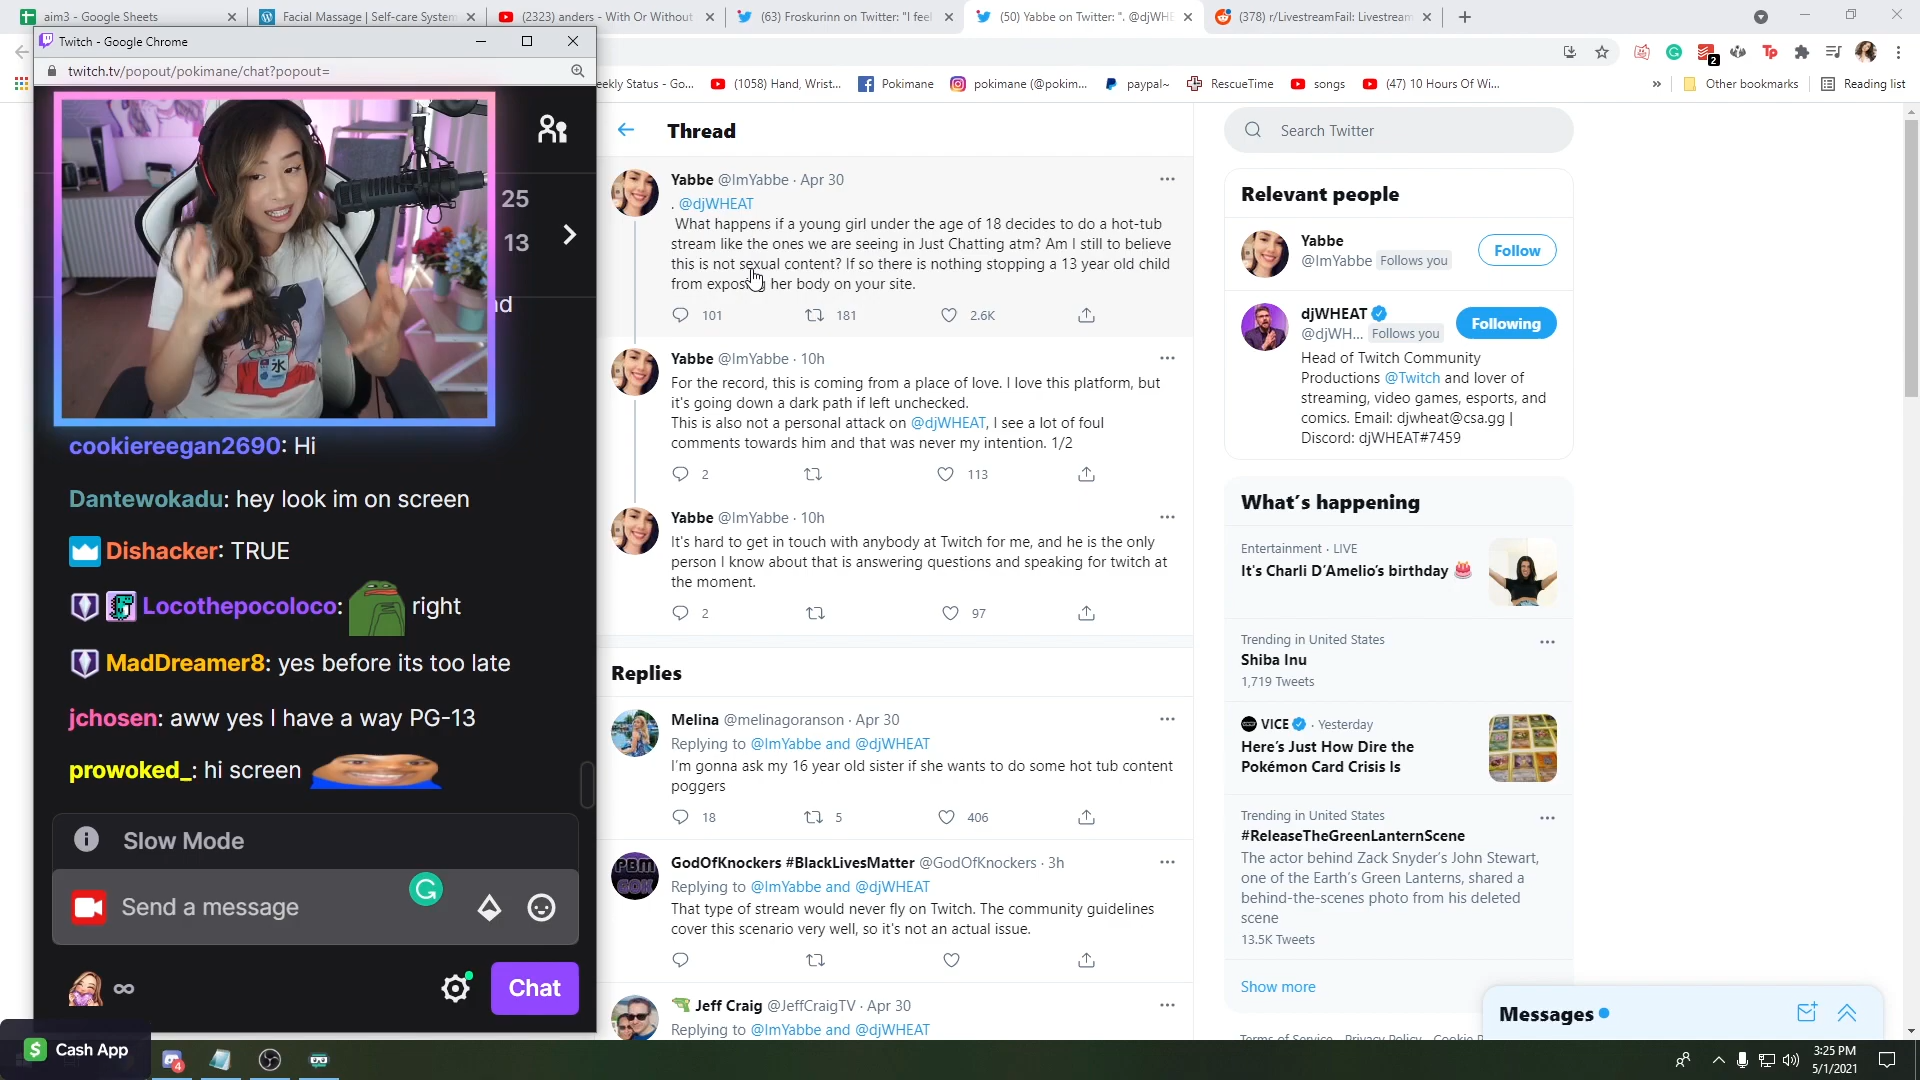 aim3 - Google Sheets
Facial Massage | Self-care System
(2323) anders - With Or Without
(63) Froskurinn on Twitter: "I feel
(50) Yabbe on Twitter: ". @djWHE
(378) r/LivestreamFail: Livestream
Twitch - Google Chrome
twitch.tv/popout/pokimane/chat?popout=
2
eekly Status - Go...
(1058) Hand, Wrist...
Pokimane
pokimane (@pokim...
paypal~
RescueTime
songs
(47) 10 Hours Of Wi...
Other bookmarks
Reading list
25
13
nd
氷
cookiereegan2690: Hi
Dantewokadu: hey look im on screen
Dishacker: TRUE
Locothepocoloco: right
MadDreamer8: yes before its too late
jchosen: aww yes I have a way PG-13
prowoked_: hi screen
Slow Mode
Send a message
Chat
Thread
Yabbe @ImYabbe · Apr 30
. @djWHEAT
What happens if a young girl under the age of 18 decides to do a hot-tub
stream like the ones we are seeing in Just Chatting atm? Am I still to believe
this is not sexual content? If so there is nothing stopping a 13 year old child
from exposing her body on your site.
101 181 2.6K
Yabbe @ImYabbe · 10h
For the record, this is coming from a place of love. I love this platform, but
it's going down a dark path if left unchecked.
This is also not a personal attack on @djWHEAT, I see a lot of foul
comments towards him and that was never my intention. 1/2
2 113
Yabbe @ImYabbe · 10h
It's hard to get in touch with anybody at Twitch for me, and he is the only
person I know about that is answering questions and speaking for twitch at
the moment.
2 97
Replies
Melina @melinagoranson · Apr 30
Replying to @ImYabbe and @djWHEAT
I'm gonna ask my 16 year old sister if she wants to do some hot tub content
poggers
18 5 406
PBM
GOK
GodOfKnockers #BlackLivesMatter @GodOfKnockers · 3h
Replying to @ImYabbe and @djWHEAT
That type of stream would never fly on Twitch. The community guidelines
cover this scenario very well, so it's not an actual issue.
Jeff Craig @JeffCraigTV · Apr 30
Replying to @ImYabbe and @djWHEAT
Search Twitter
Relevant people
Yabbe
@ImYabbe Follows you
Follow
djWHEAT
@djWH... Follows you
Following
Head of Twitch Community
Productions @Twitch and lover of
streaming, video games, esports, and
comics. Email: djwheat@csa.gg |
Discord: djWHEAT#7459
What's happening
Entertainment · LIVE
It's Charli D'Amelio's birthday
Trending in United States
Shiba Inu
1,719 Tweets
VICE · Yesterday
Here's Just How Dire the
Pokémon Card Crisis Is
Trending in United States
#ReleaseTheGreenLanternScene
The actor behind Zack Snyder's John Stewart,
one of the Earth's Green Lanterns, shared a
behind-the-scenes photo from his deleted
scene
13.5K Tweets
Show more
Terms of Service Privacy Policy Cookie P
Messages
Cash App
4
3:25 PM
5/1/2021